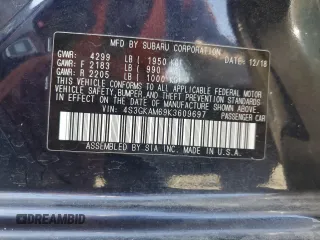 MFD BY SUBARU CORPORATION
GVWR: 4299 LB ( 1950 KG) DATE: 12/18
GAWR: F 2183 LB ( 990 KG)
GAWR: R 2205 LB ( 1000 KG)
THIS VEHICLE CONFORMS TO ALL APPLICABLE FEDERAL MOTOR
VEHICLE SAFETY, BUMPER, AND THEFT PREVENTION STANDARDS
IN EFFECT ON THE DATE OF MANUFACTURE SHOWN ABOVE.
VIN: 4S3GKAM69K3609697
PASSENGER CAR
ASSEMBLED BY SIA INC. MADE IN U.S.A.
DREAMBID